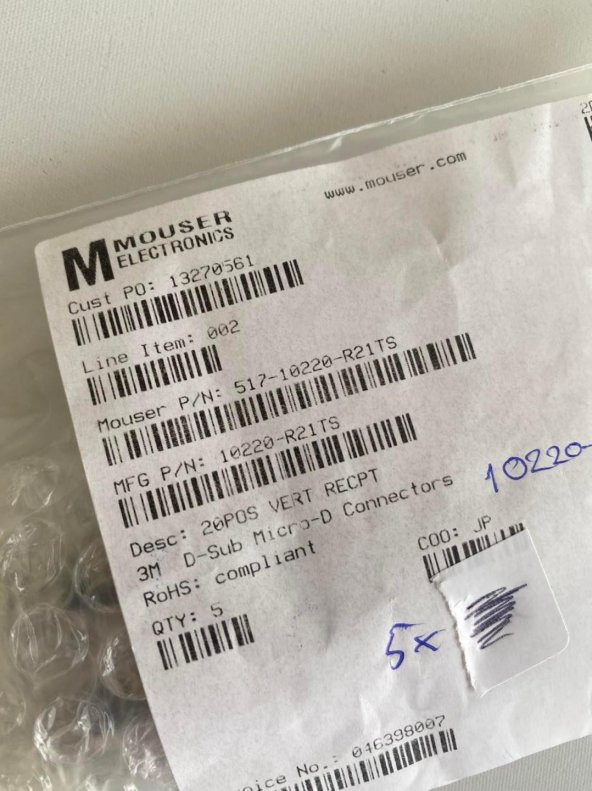 www.mouser.com
MOUSER
ELECTRONICS
Cust PO: 13270561
Line Item: 002
Mouser P/N: 517-10220-R21TS
MFG P/N: 10220-R21TS
Desc: 20POS VERT RECPT
3M D-Sub Micro-D Connectors
10220-
RoHS: compliant
COO: JP
QTY: 5
5x
oice No.: 046398007